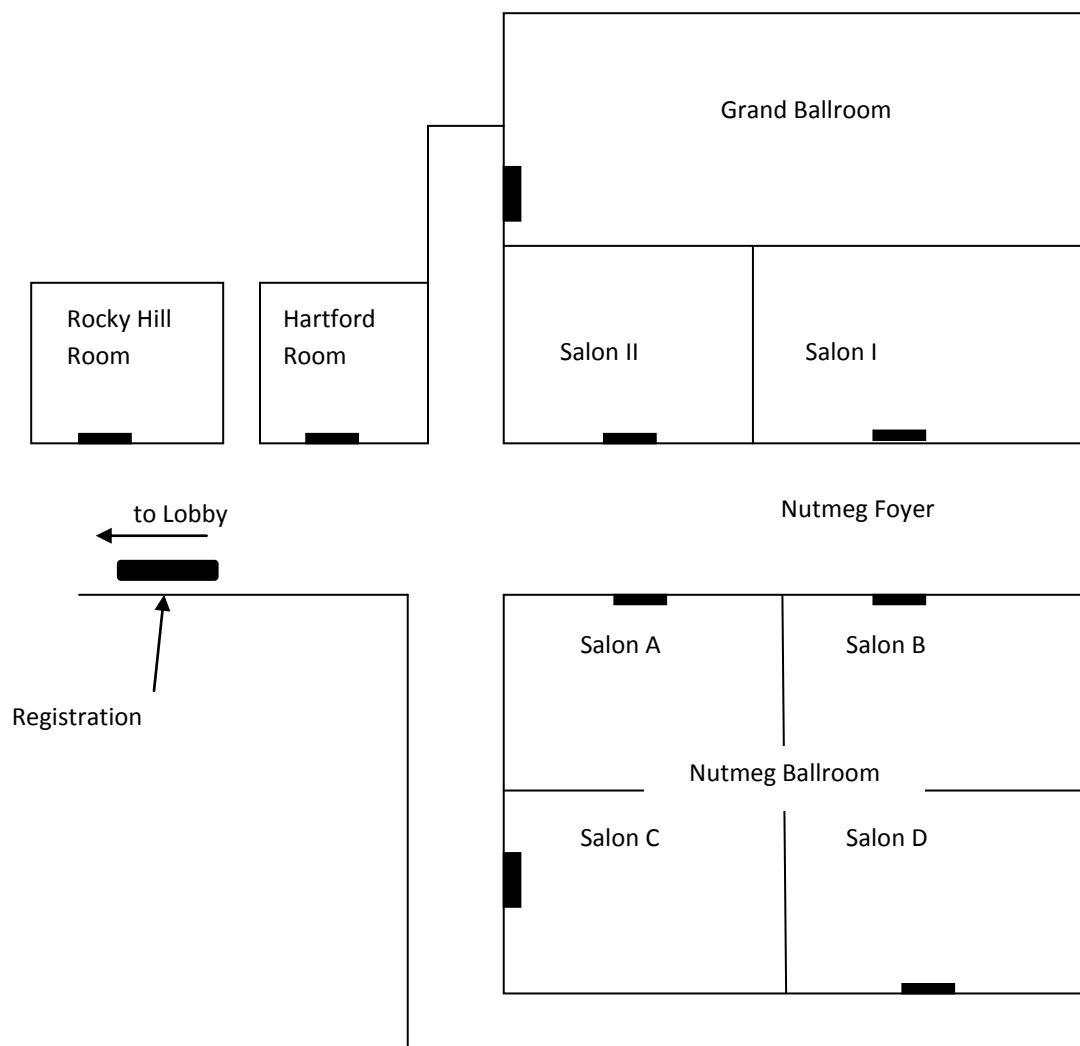 Grand Ballroom
Rocky Hill
Room
Hartford
Room
Salon II
Salon I
to Lobby
Nutmeg Foyer
Salon A
Salon B
Registration
Nutmeg Ballroom
Salon C
Salon D